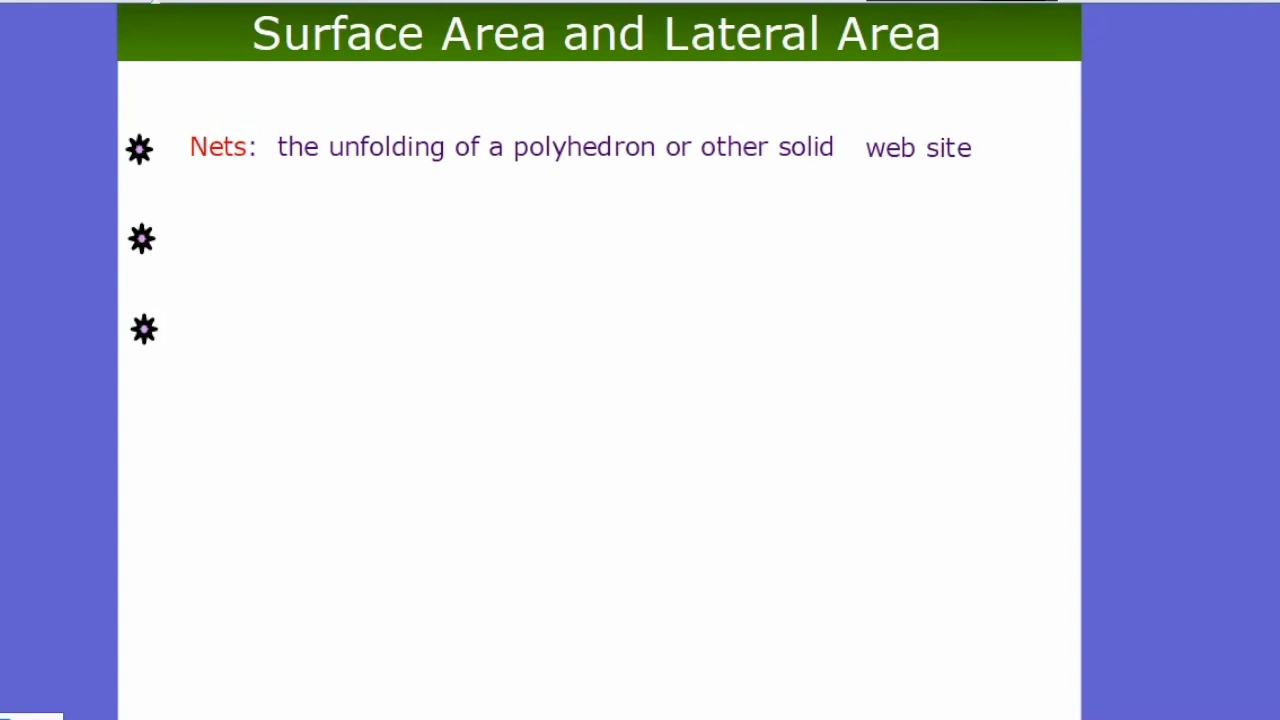 Surface Area and Lateral Area
Nets: the unfolding of a polyhedron or other solid web site